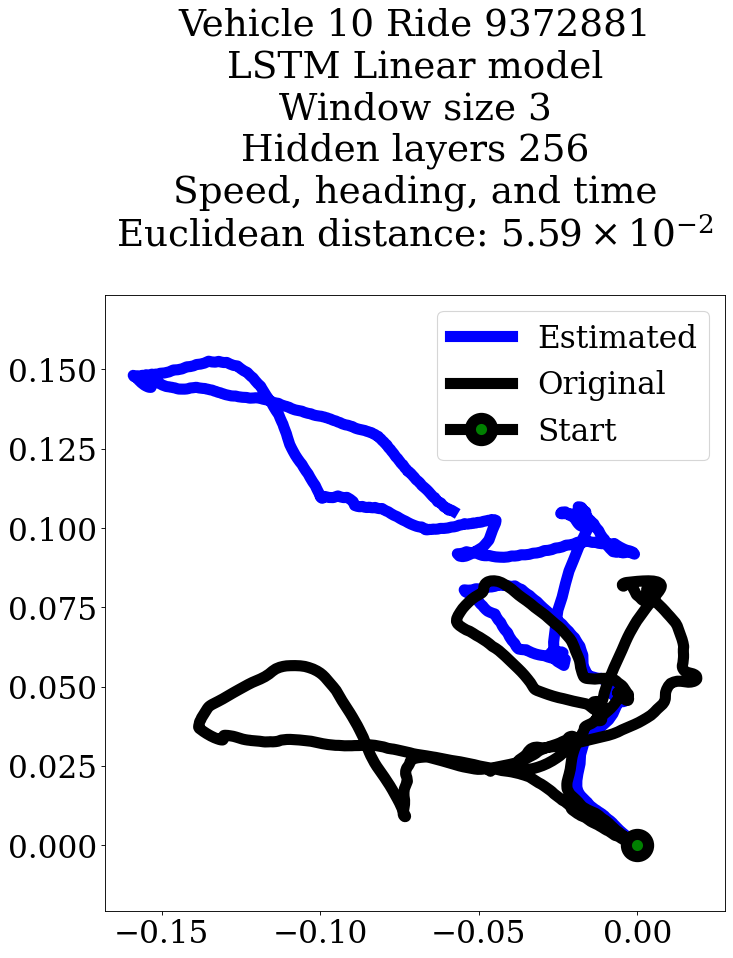 Vehicle 10 Ride 9372881
LSTM Linear model
Window size 3
Hidden layers 256
Speed, heading, and time
Euclidean distance: 5.59 × 10⁻²
Estimated
Original
Start
0.150
0.125
0.100
0.075
0.050
0.025
0.000
−0.15
−0.10
−0.05
0.00